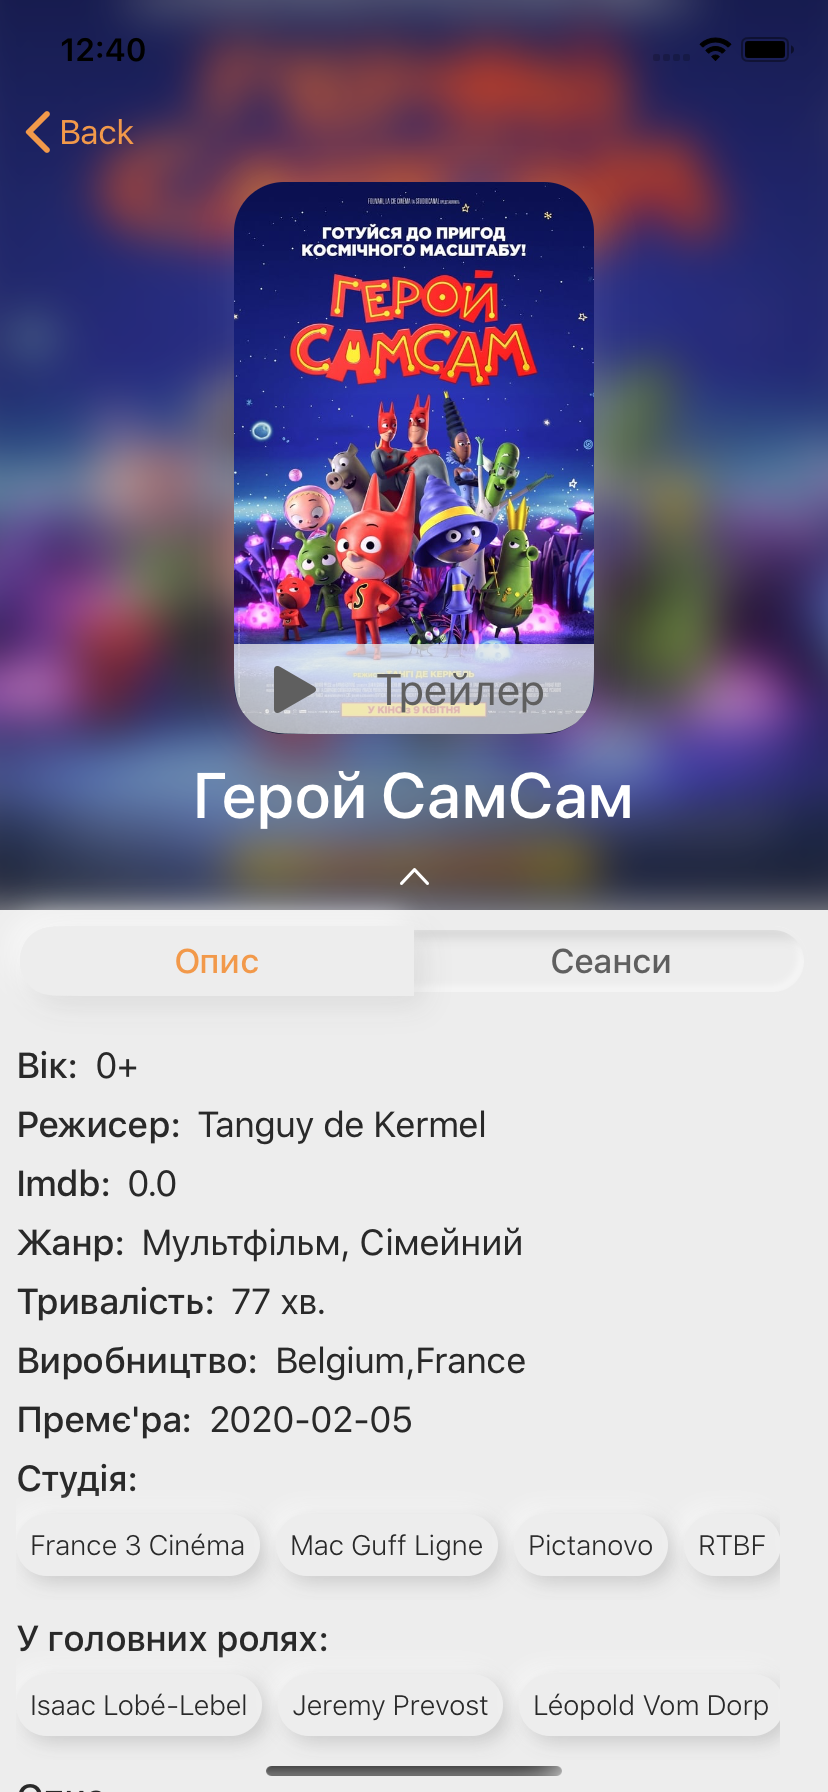 12:40
Back
ГОТУЙСЯ ДО ПРИГОД
КОСМІЧНОГО МАСШТАБУ!
ГЕРОЙ
САМСАМ
S
Трейлер
У КІНО З 9 КВІТНЯ
Герой СамСам
Опис Сеанси
Вік: 0+
Режисер: Tanguy de Kermel
Imdb: 0.0
Жанр: Мультфільм, Сімейний
Тривалість: 77 хв.
Виробництво: Belgium,France
Премє'ра: 2020-02-05
Студія:
France 3 Cinéma Mac Guff Ligne Pictanovo RTBF
У головних ролях:
Isaac Lobé-Lebel Jeremy Prevost Léopold Vom Dorp